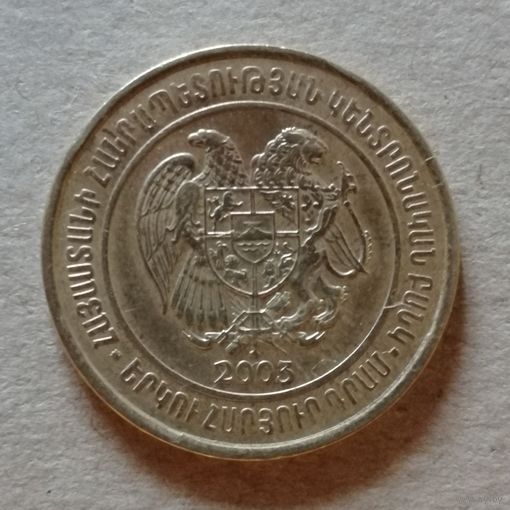 ՀԱՅԱՍՏԱՆԻ ՀԱՆՐԱՊԵՏՈՒԹՅԱՆ ԿԵՆՏՐՈՆԱԿԱՆ ԲԱՆԿ
ԵՐԿՈՒ ՀԱՐՅՈՒՐ ԴՐԱՄ
2003